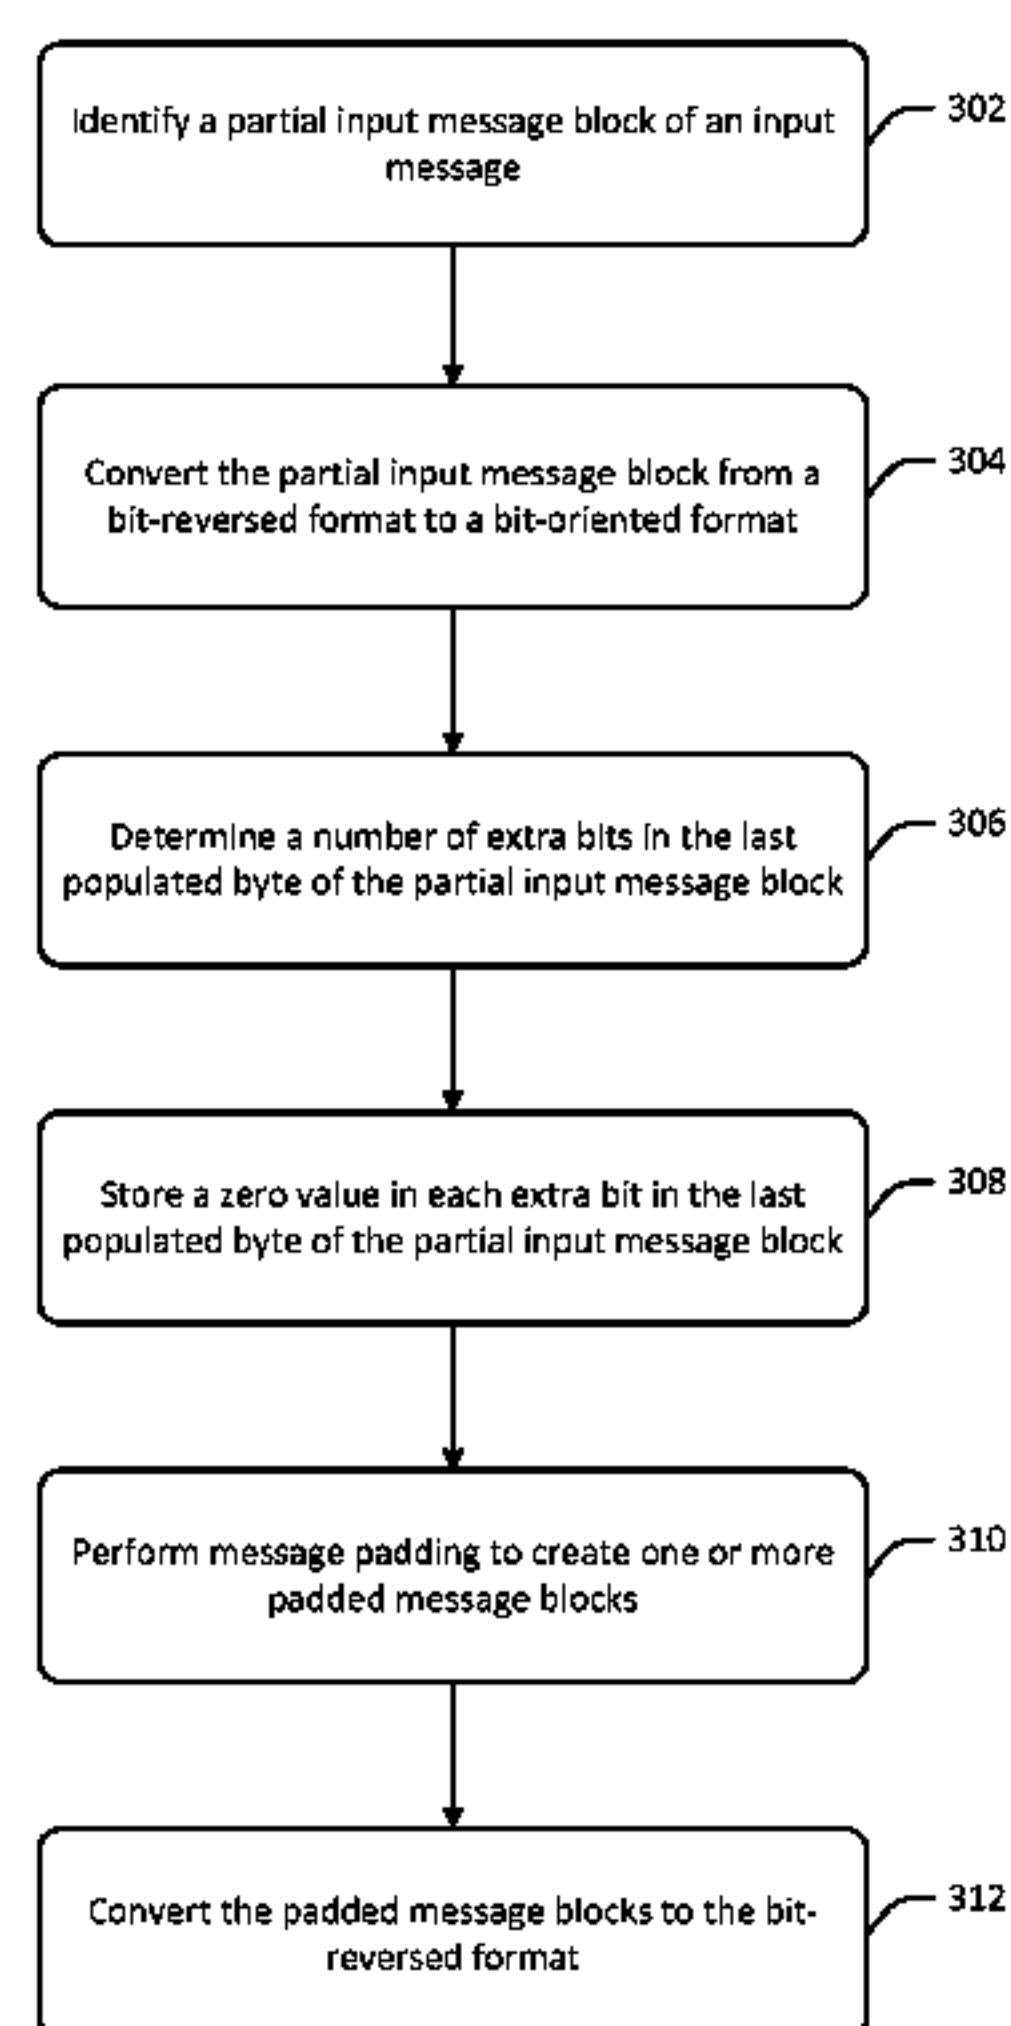 Identify a partial input message block of an input
message
302
Convert the partial input message block from a
bit-reversed format to a bit-oriented format
304
Determine a number of extra bits in the last
populated byte of the partial input message block
306
Store a zero value in each extra bit in the last
populated byte of the partial input message block
308
Perform message padding to create one or more
padded message blocks
310
Convert the padded message blocks to the bit-
reversed format
312